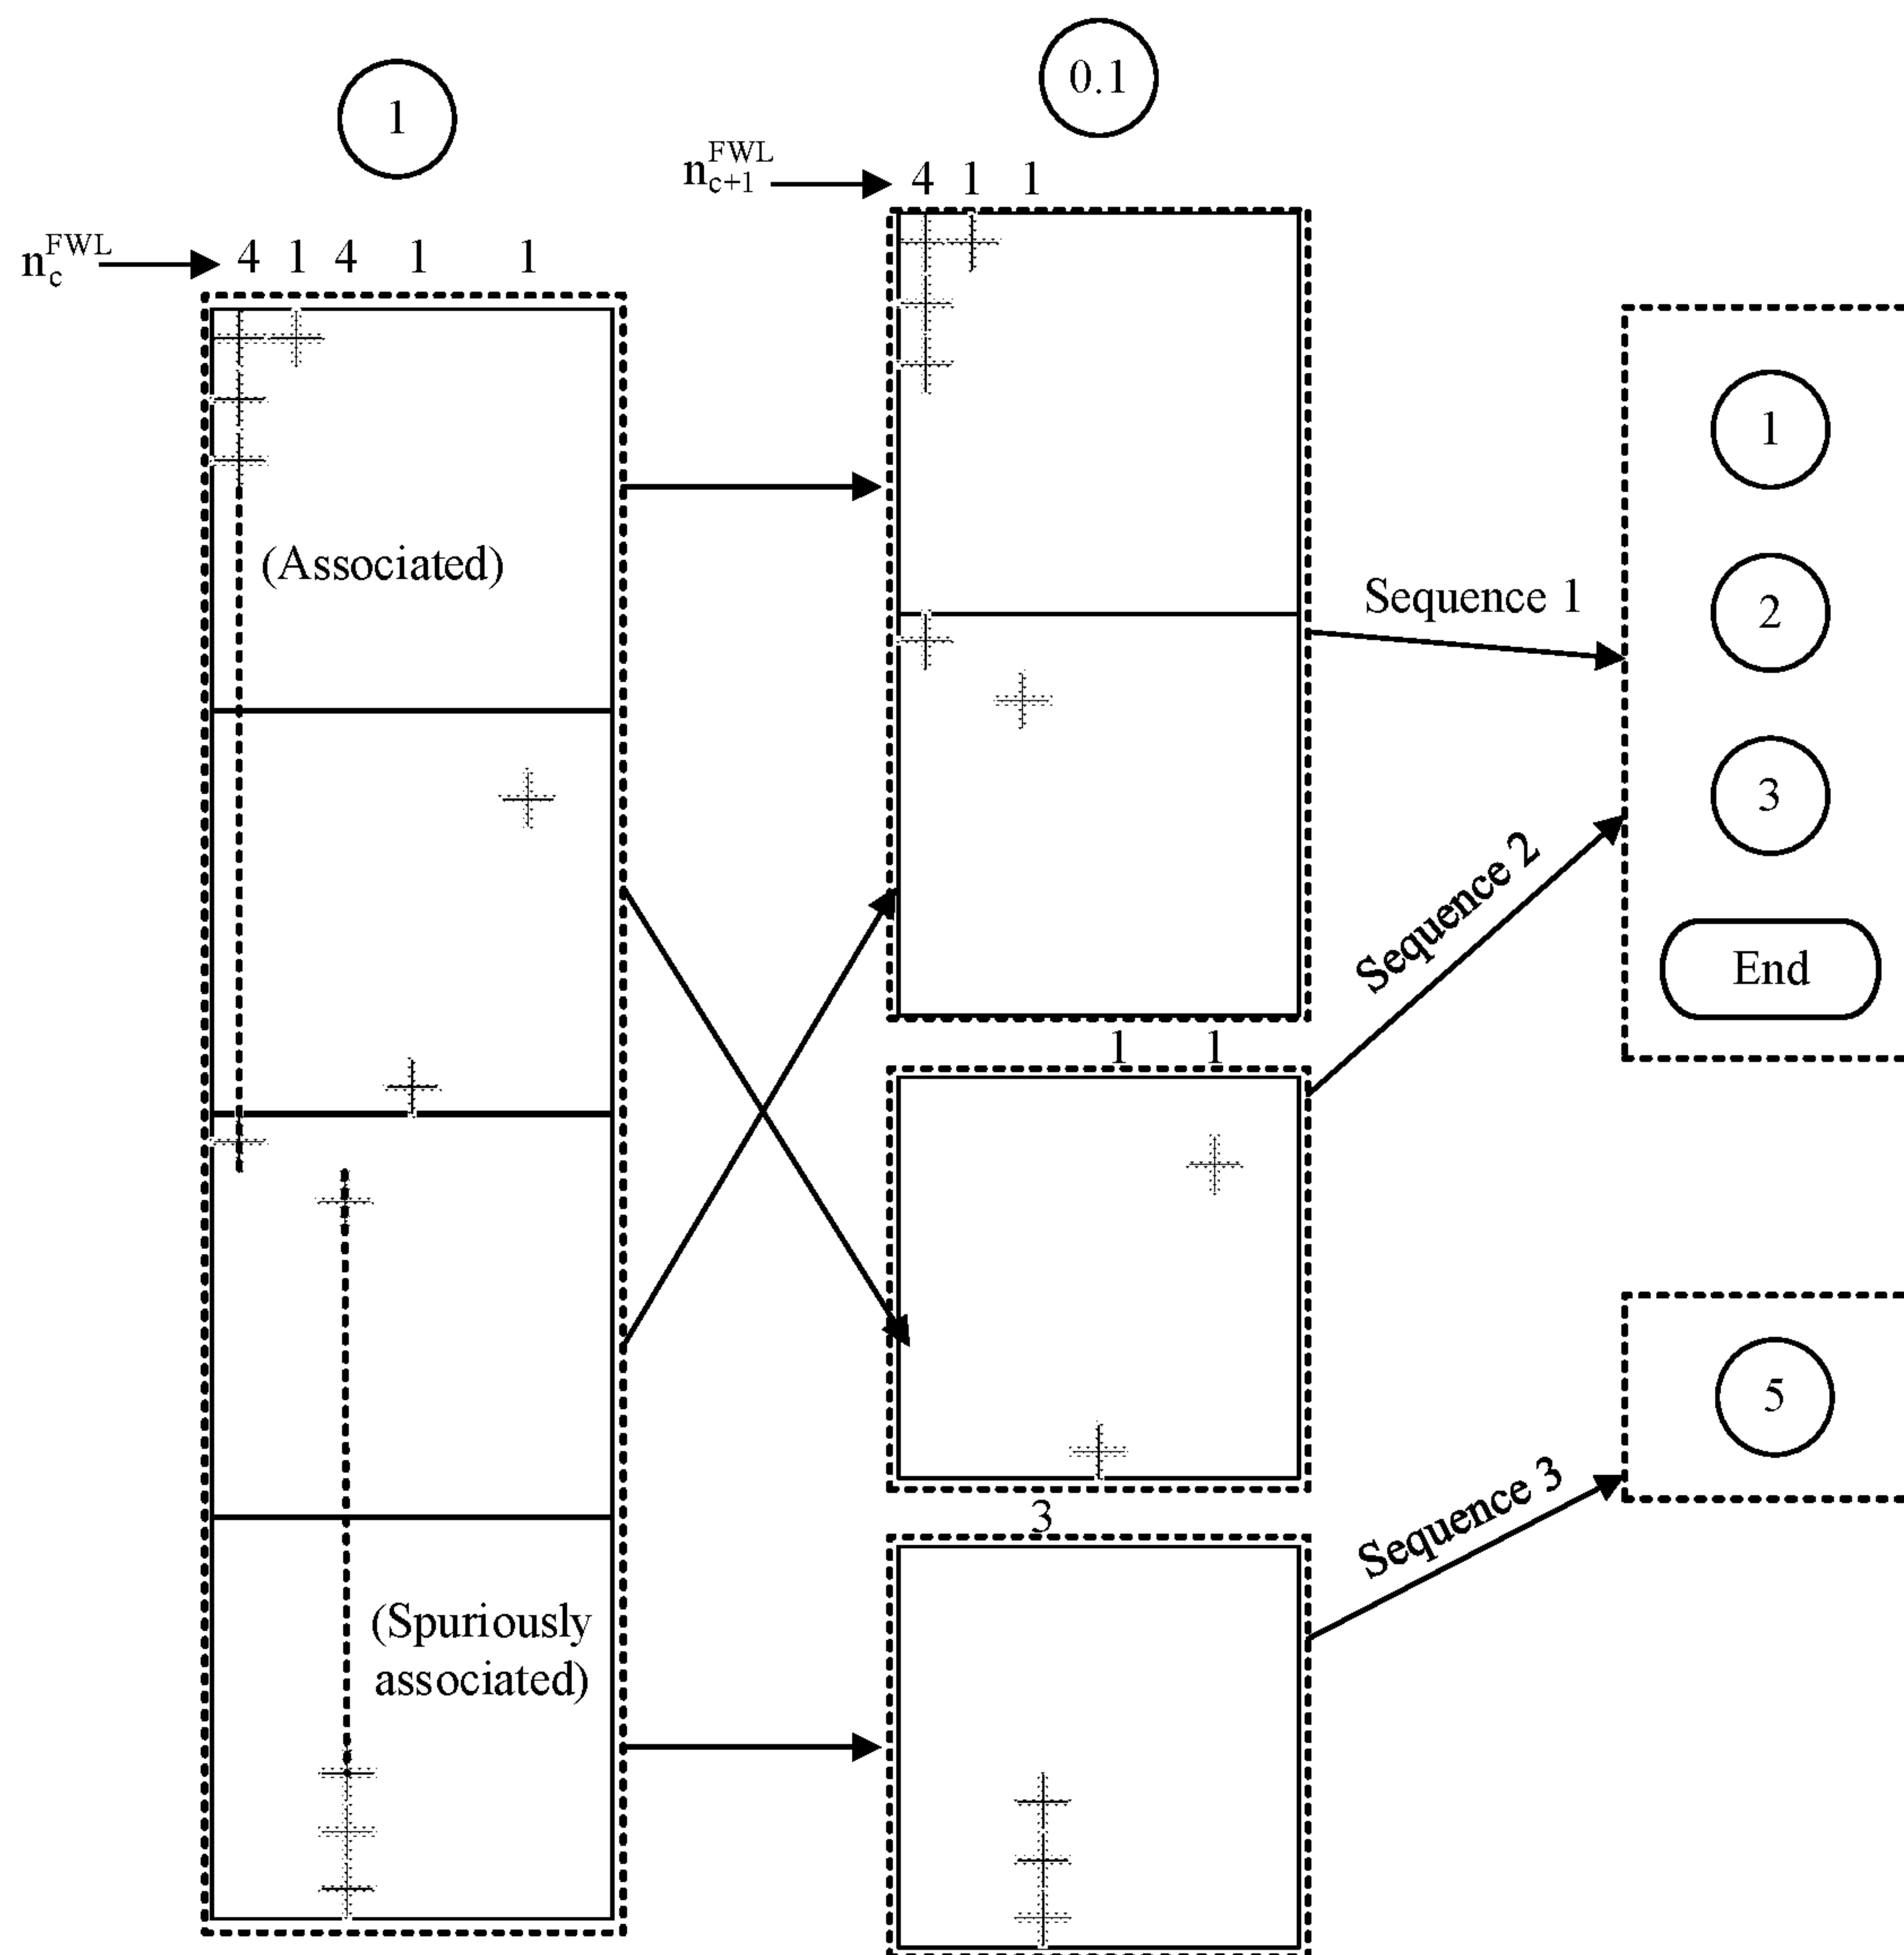 1
n_c^FWL
4 1 4 1 1
(Associated)
(Spuriously
associated)
0.1
n_{c+1}^FWL
4 1 1
1 1
3
Sequence 1
Sequence 2
Sequence 3
1
2
3
End
5